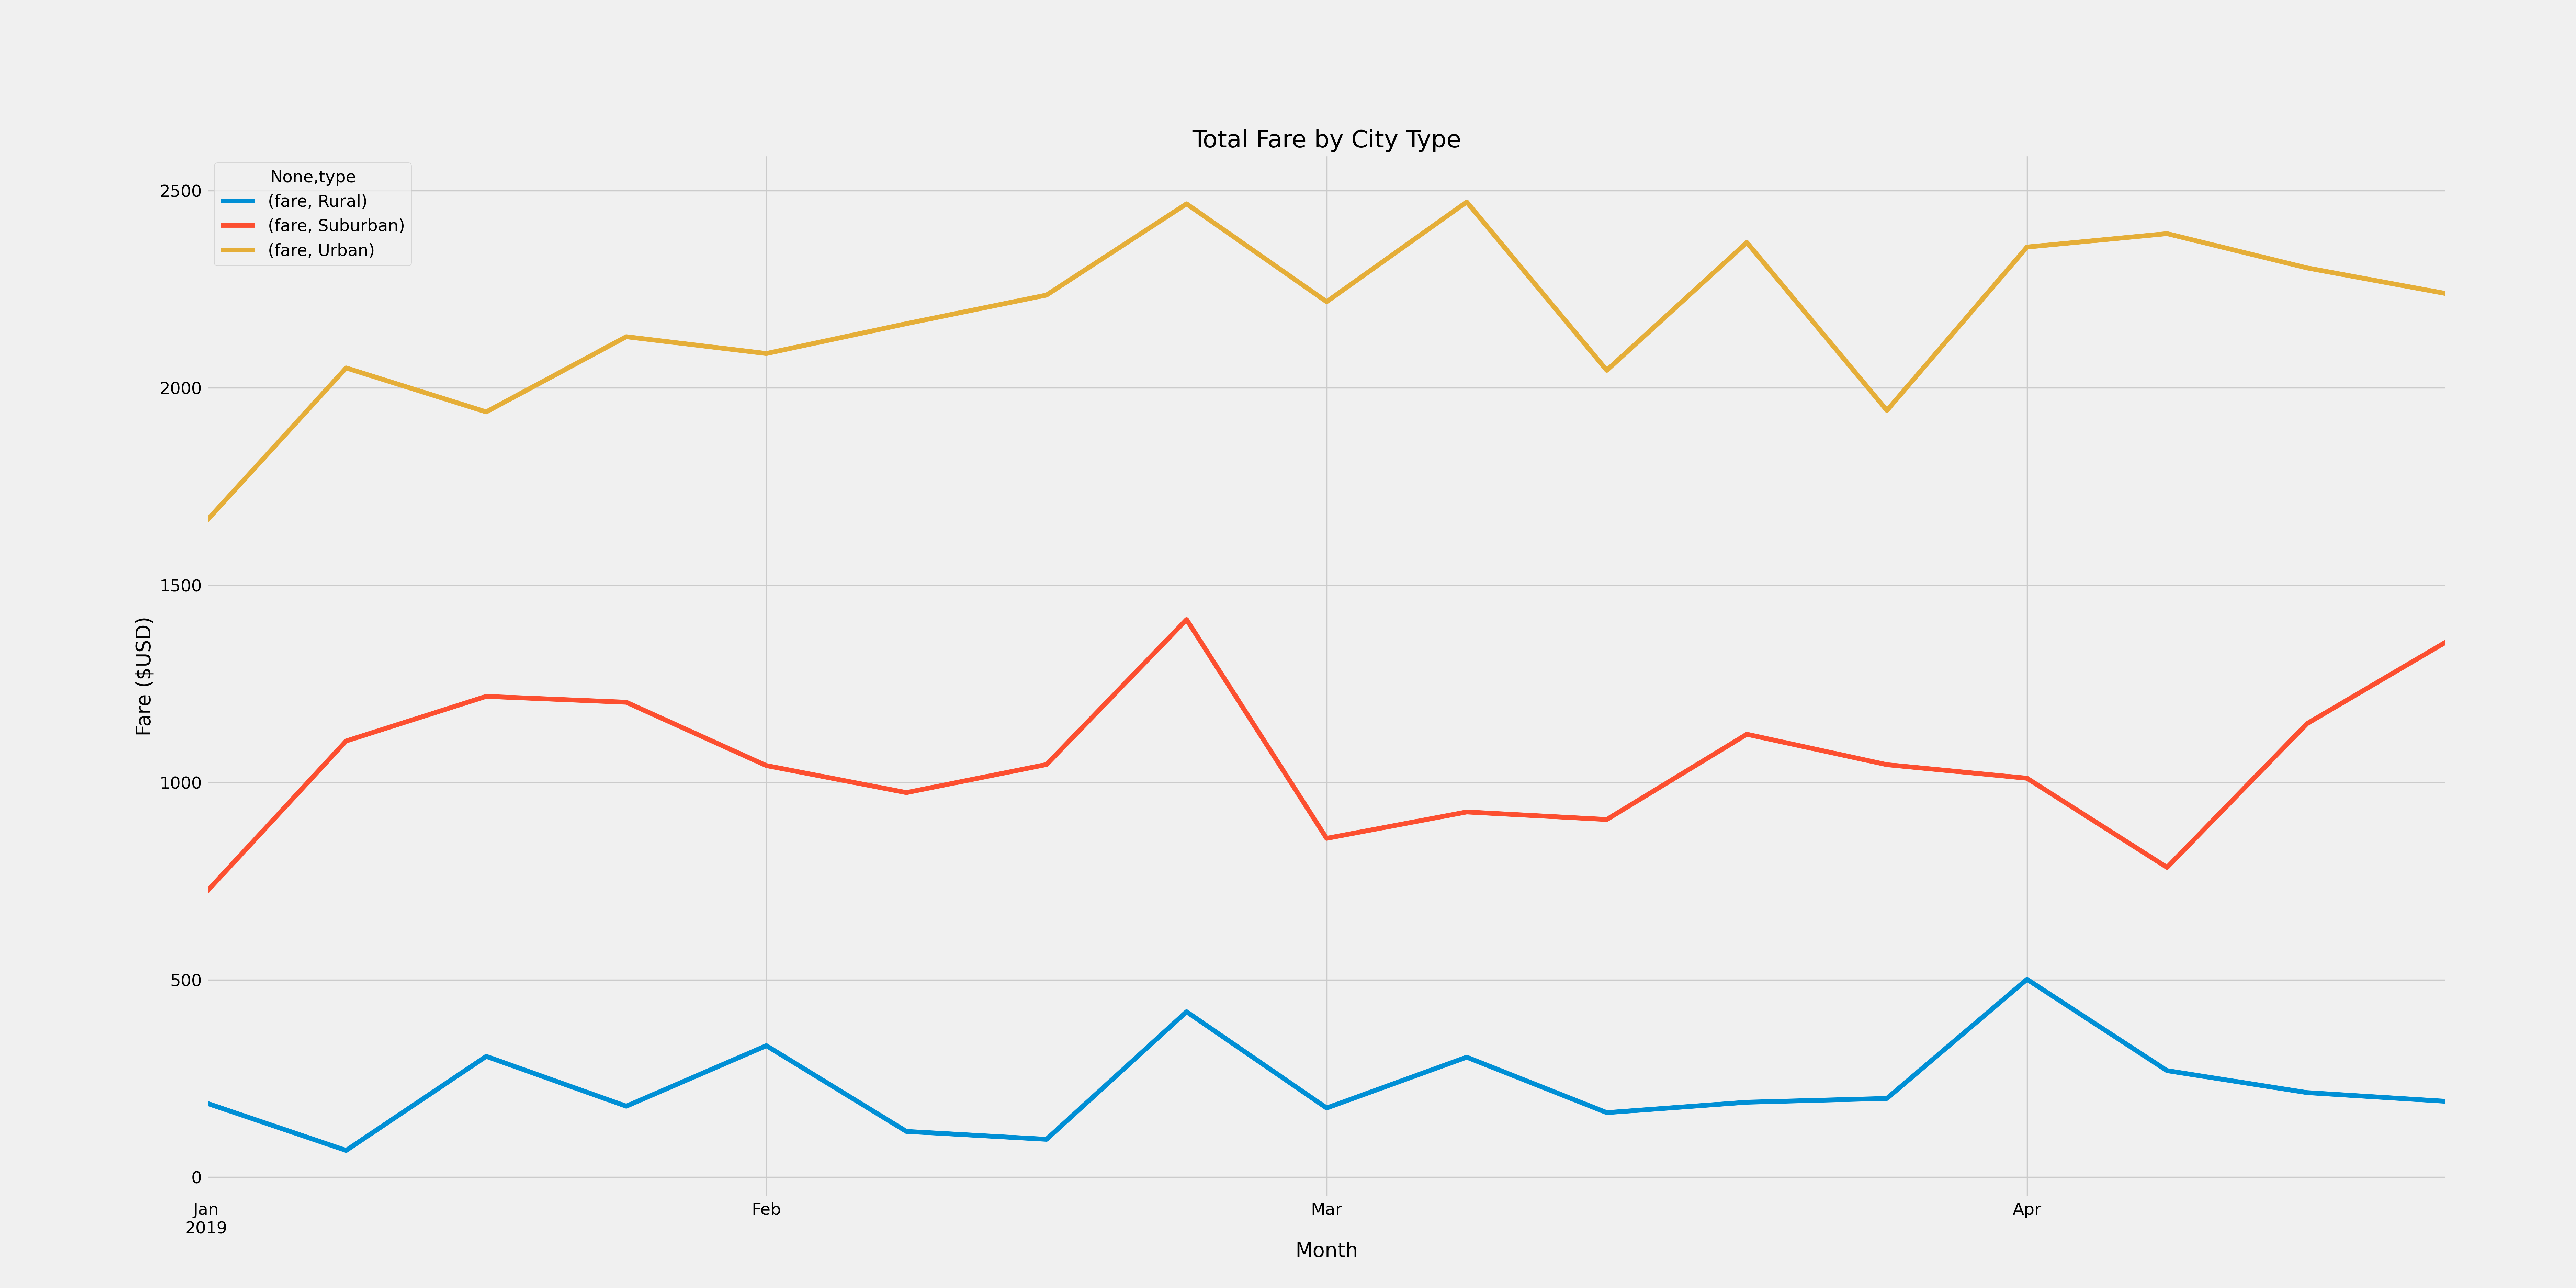 Total Fare by City Type
None,type
(fare, Rural)
(fare, Suburban)
(fare, Urban)
Fare ($USD)
2500
2000
1500
1000
500
0
Jan
2019
Feb
Mar
Apr
Month